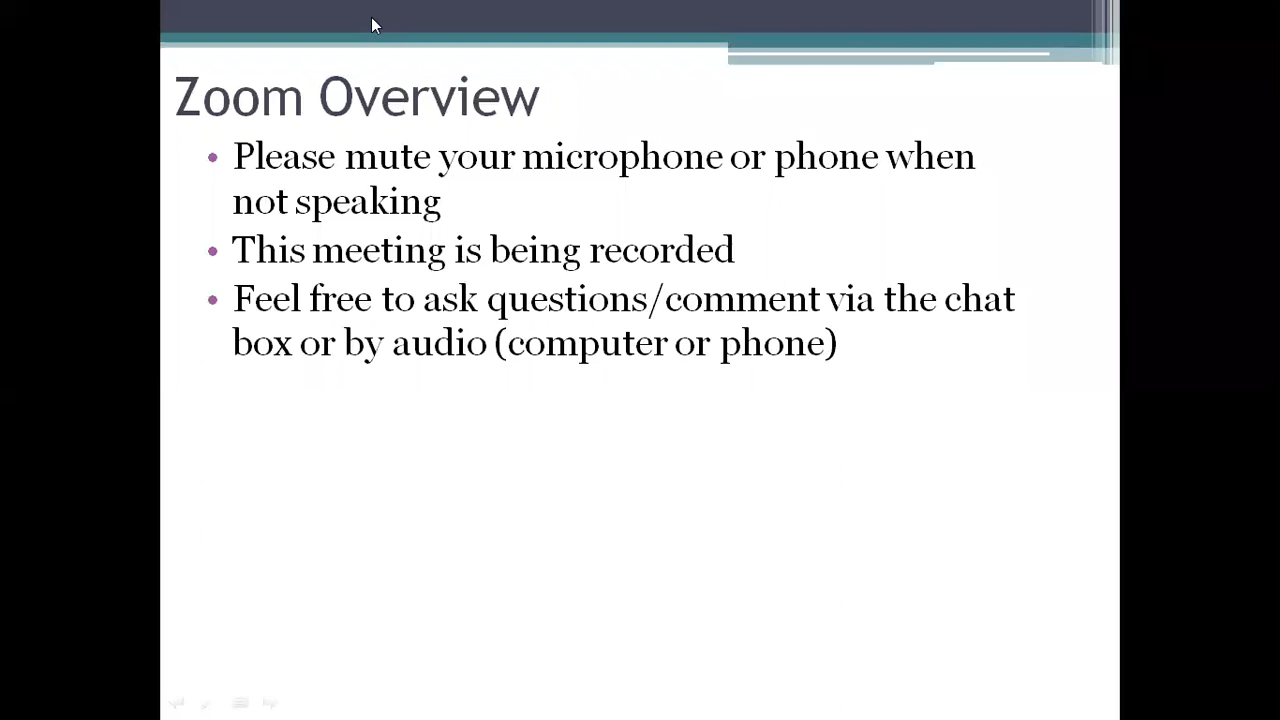 Zoom Overview
• Please mute your microphone or phone when
not speaking
• This meeting is being recorded
• Feel free to ask questions/comment via the chat
box or by audio (computer or phone)